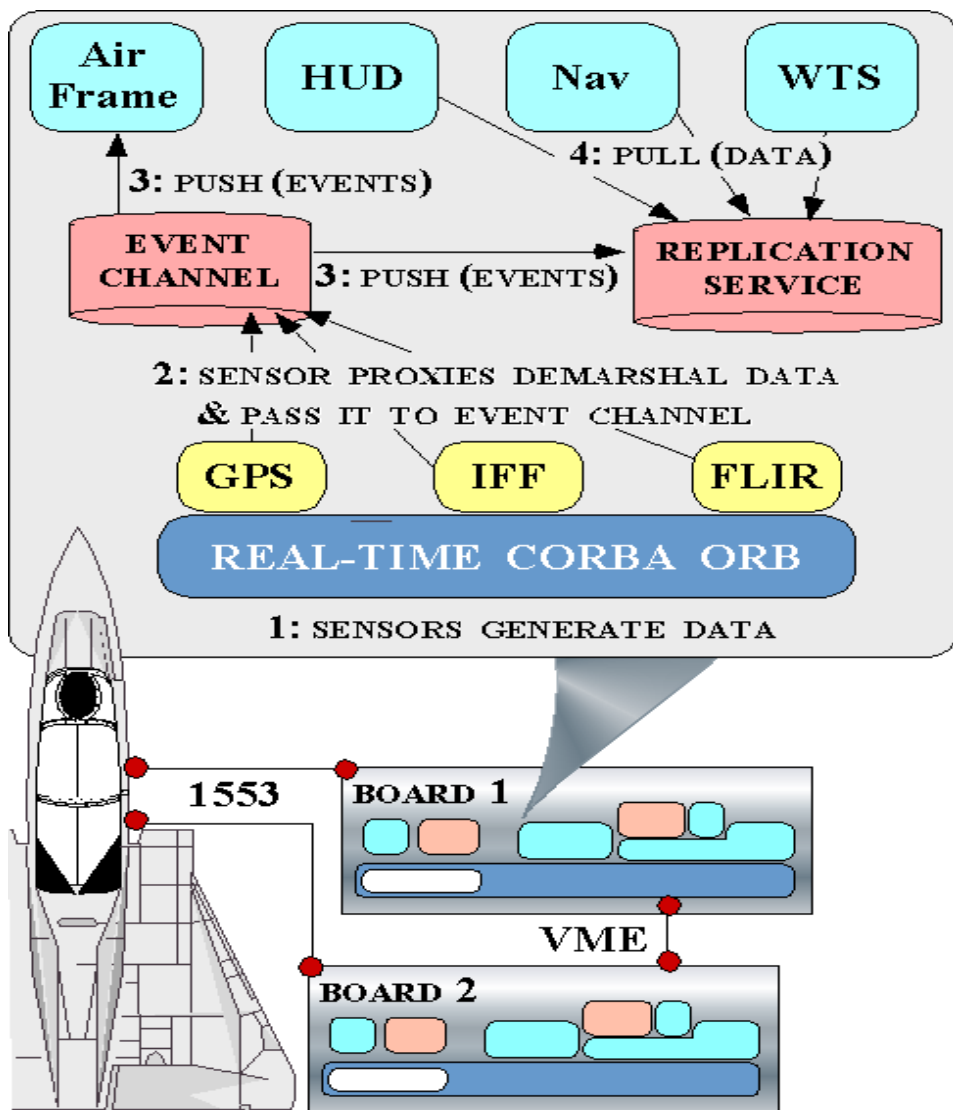 Air
Frame
HUD
Nav
WTS
4: PULL (DATA)
3: PUSH (EVENTS)
EVENT
CHANNEL
3: PUSH (EVENTS)
REPLICATION
SERVICE
2: SENSOR PROXIES DEMARSHAL DATA
& PASS IT TO EVENT CHANNEL
GPS
IFF
FLIR
REAL-TIME CORBA ORB
1: SENSORS GENERATE DATA
1553
BOARD 1
VME
BOARD 2